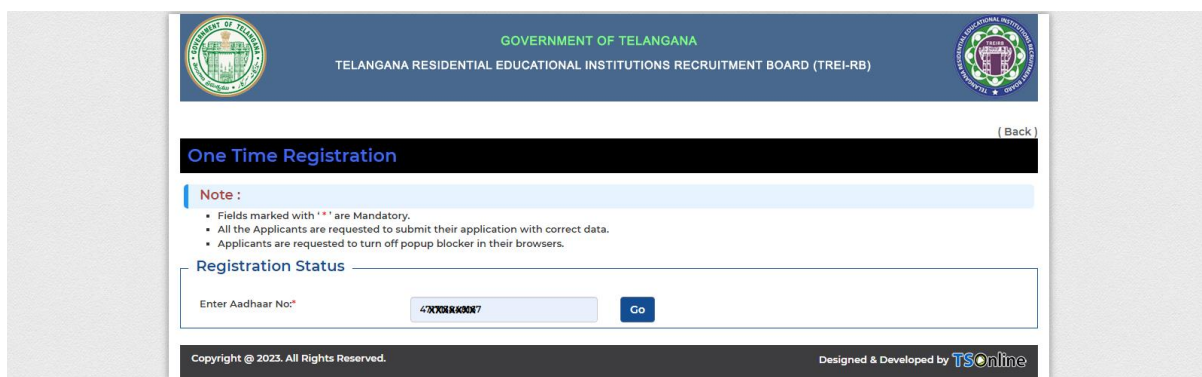 GOVERNMENT OF TELANGANA
TELANGANA RESIDENTIAL EDUCATIONAL INSTITUTIONS RECRUITMENT BOARD (TREI-RB)
( Back )
One Time Registration
Note :
Fields marked with ' * ' are Mandatory.
All the Applicants are requested to submit their application with correct data.
Applicants are requested to turn off popup blocker in their browsers.
Registration Status
Enter Aadhaar No:*
Go
Copyright @ 2023. All Rights Reserved.
Designed & Developed by TSOnline